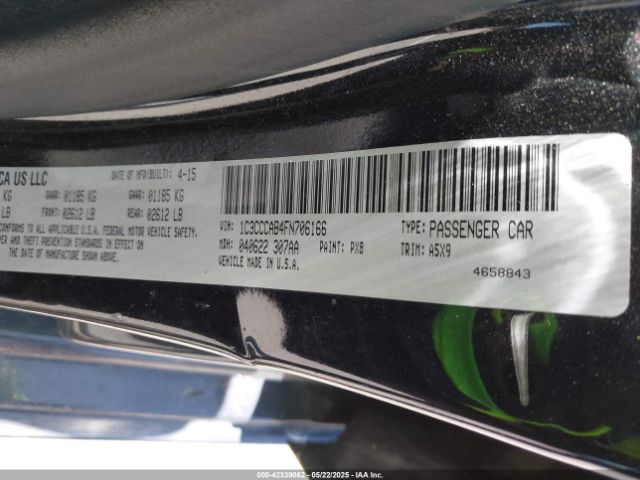 CA US LLC
DATE OF MFR(BUILT): 4-15
KG GAWR: 01185 KG GAWR: 01185 KG
LB FRONT: 02612 LB REAR: 02612 LB
CONFORMS TO ALL APPLICABLE U.S.A. FEDERAL MOTOR VEHICLE SAFETY,
AND THEFT PREVENTION STANDARDS IN EFFECT ON
THE DATE OF MANUFACTURE SHOWN ABOVE.
VIN: 1C3CCCAB4FN706166
TYPE: PASSENGER CAR
MDH: 040622 307AA
PAINT: PX8
TRIM: A5X9
VEHICLE MADE IN U.S.A.
4658843
000-42339062 - 05/22/2025 - IAA Inc.